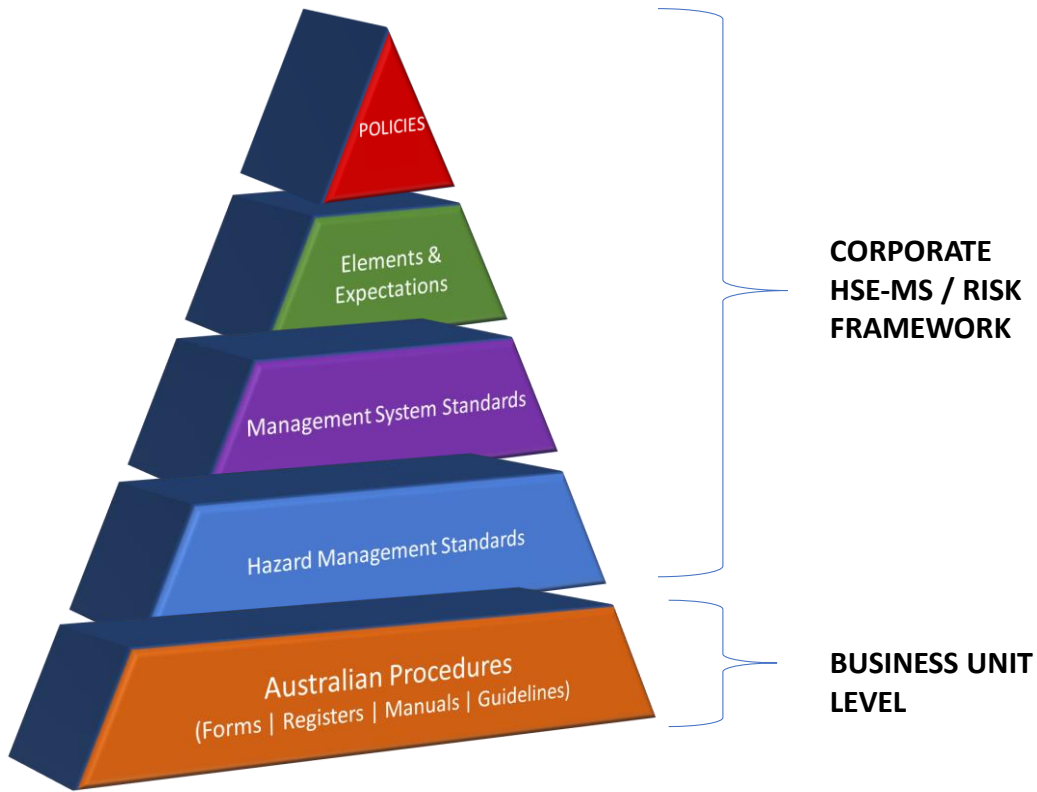 POLICIES
Elements &
Expectations
Management System Standards
Hazard Management Standards
Australian Procedures
(Forms | Registers | Manuals | Guidelines)
CORPORATE
HSE-MS / RISK
FRAMEWORK
BUSINESS UNIT
LEVEL